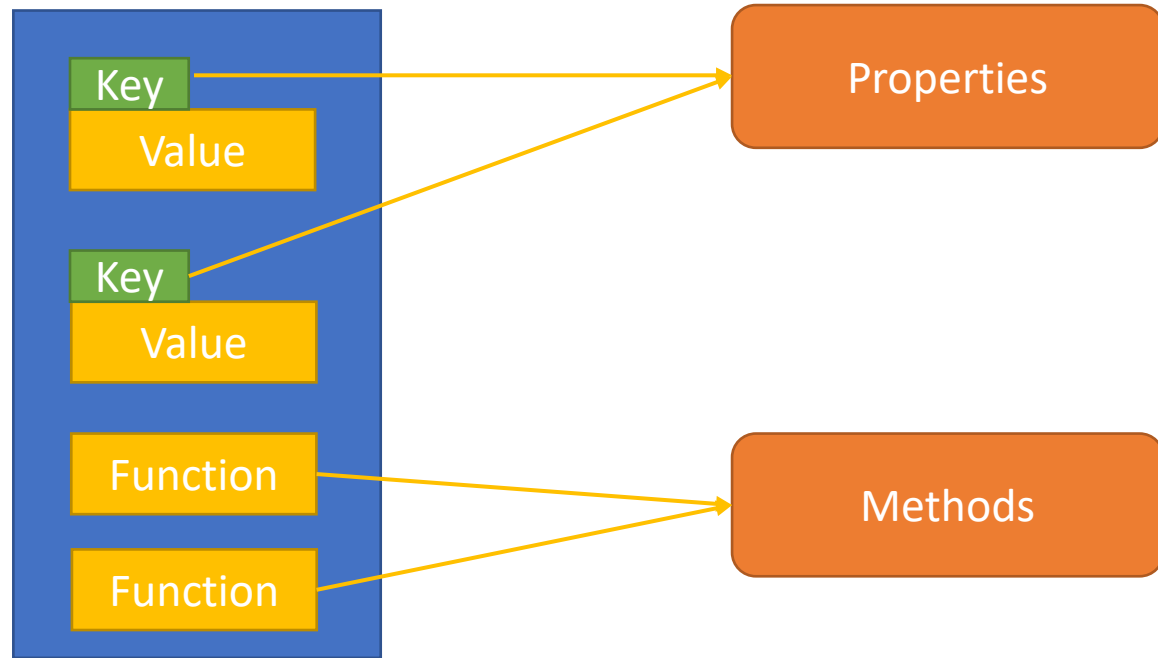 Key
Value
Key
Value
Function
Function
Properties
Methods